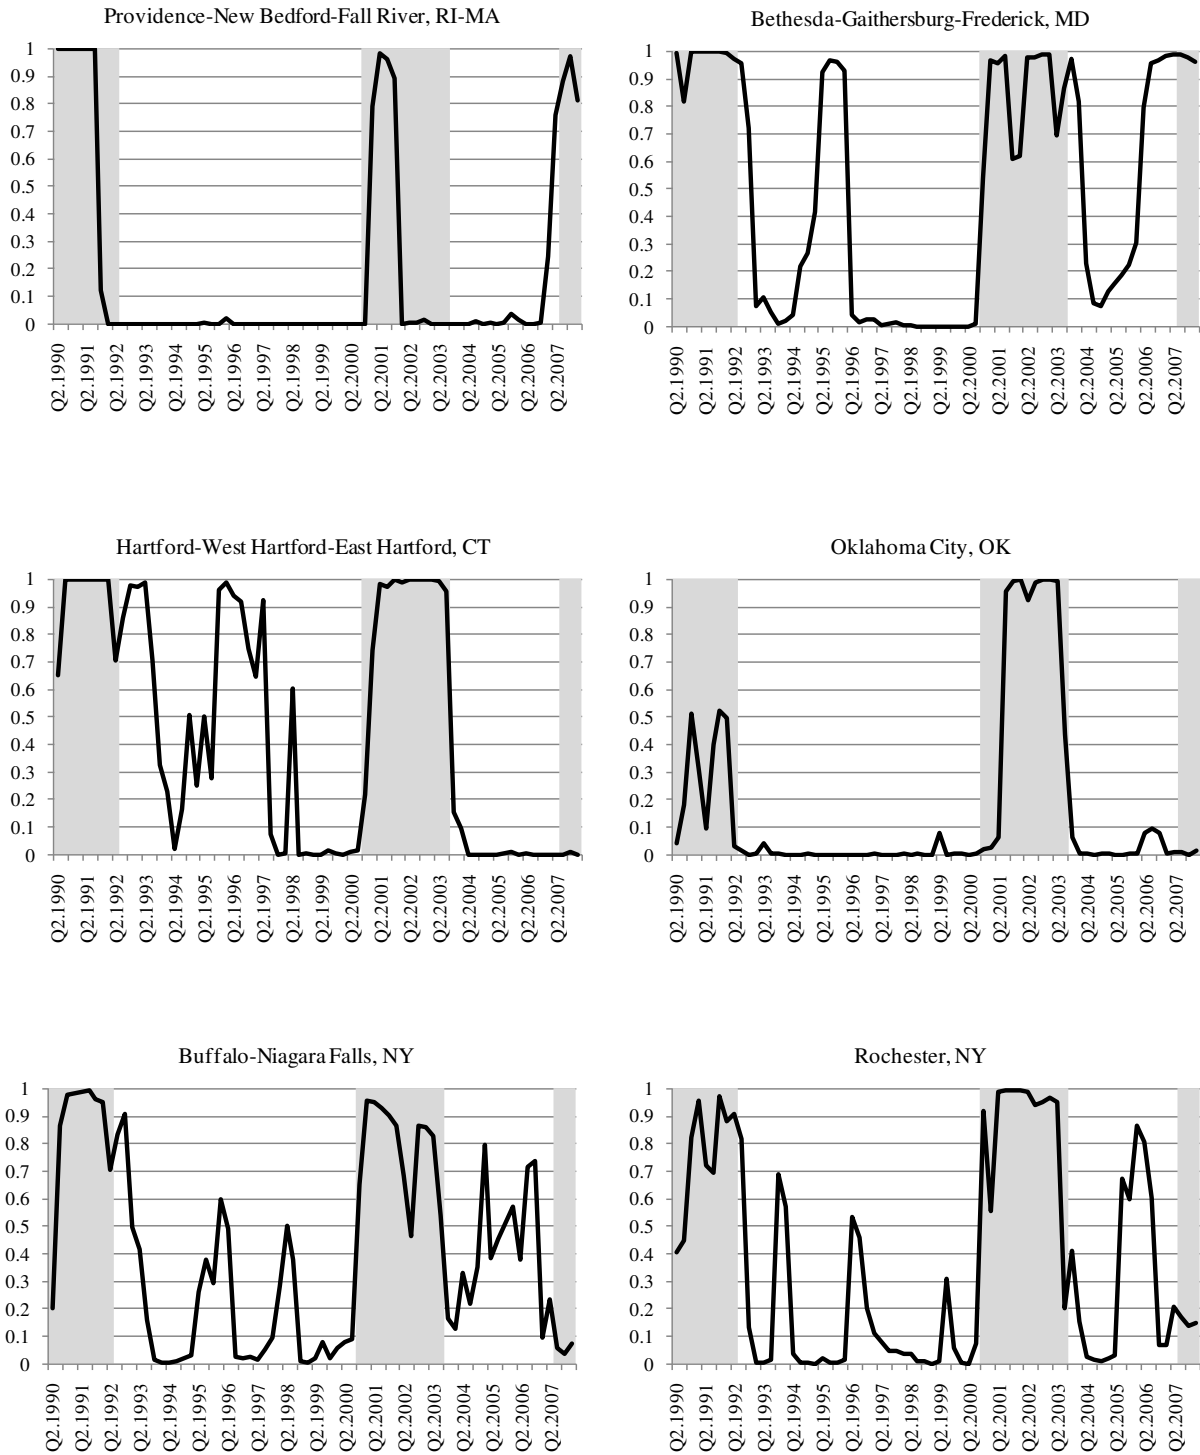 Providence-New Bedford-Fall River, RI-MA
1
0.9
0.8
0.7
0.6
0.5
0.4
0.3
0.2
0.1
0
Q2.1990
Q2.1991
Q2.1992
Q2.1993
Q2.1994
Q2.1995
Q2.1996
Q2.1997
Q2.1998
Q2.1999
Q2.2000
Q2.2001
Q2.2002
Q2.2003
Q2.2004
Q2.2005
Q2.2006
Q2.2007
Bethesda-Gaithersburg-Frederick, MD
1
0.9
0.8
0.7
0.6
0.5
0.4
0.3
0.2
0.1
0
Q2.1990
Q2.1991
Q2.1992
Q2.1993
Q2.1994
Q2.1995
Q2.1996
Q2.1997
Q2.1998
Q2.1999
Q2.2000
Q2.2001
Q2.2002
Q2.2003
Q2.2004
Q2.2005
Q2.2006
Q2.2007
Hartford-West Hartford-East Hartford, CT
1
0.9
0.8
0.7
0.6
0.5
0.4
0.3
0.2
0.1
0
Q2.1990
Q2.1991
Q2.1992
Q2.1993
Q2.1994
Q2.1995
Q2.1996
Q2.1997
Q2.1998
Q2.1999
Q2.2000
Q2.2001
Q2.2002
Q2.2003
Q2.2004
Q2.2005
Q2.2006
Q2.2007
Oklahoma City, OK
1
0.9
0.8
0.7
0.6
0.5
0.4
0.3
0.2
0.1
0
Q2.1990
Q2.1991
Q2.1992
Q2.1993
Q2.1994
Q2.1995
Q2.1996
Q2.1997
Q2.1998
Q2.1999
Q2.2000
Q2.2001
Q2.2002
Q2.2003
Q2.2004
Q2.2005
Q2.2006
Q2.2007
Buffalo-Niagara Falls, NY
1
0.9
0.8
0.7
0.6
0.5
0.4
0.3
0.2
0.1
0
Q2.1990
Q2.1991
Q2.1992
Q2.1993
Q2.1994
Q2.1995
Q2.1996
Q2.1997
Q2.1998
Q2.1999
Q2.2000
Q2.2001
Q2.2002
Q2.2003
Q2.2004
Q2.2005
Q2.2006
Q2.2007
Rochester, NY
1
0.9
0.8
0.7
0.6
0.5
0.4
0.3
0.2
0.1
0
Q2.1990
Q2.1991
Q2.1992
Q2.1993
Q2.1994
Q2.1995
Q2.1996
Q2.1997
Q2.1998
Q2.1999
Q2.2000
Q2.2001
Q2.2002
Q2.2003
Q2.2004
Q2.2005
Q2.2006
Q2.2007